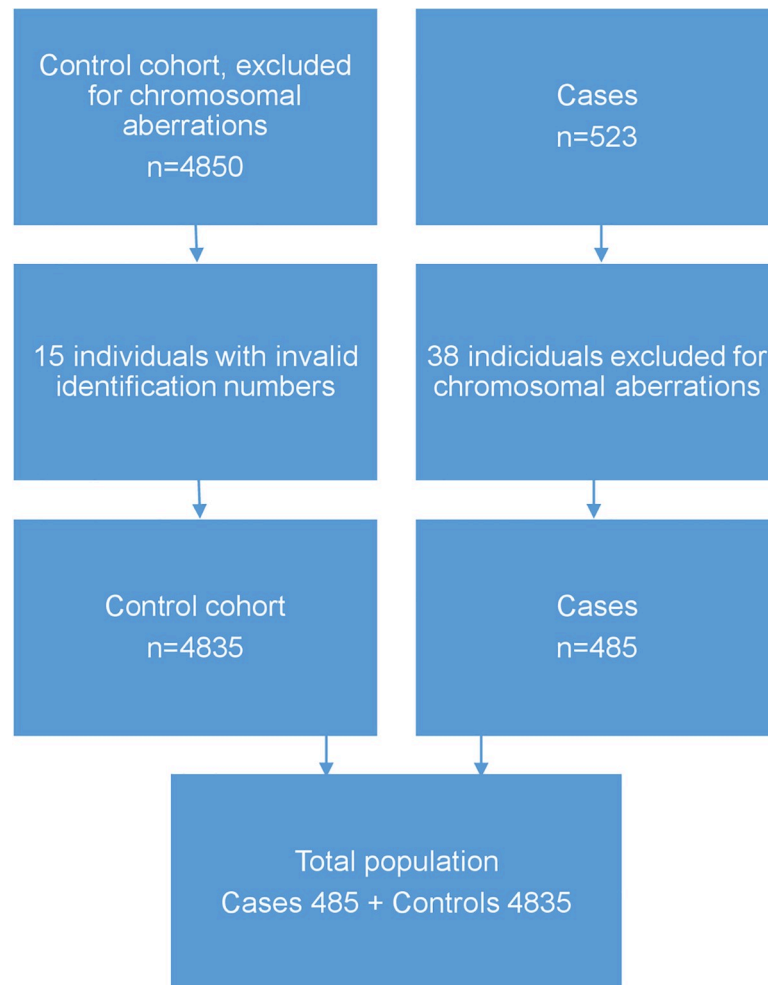 Control cohort, excluded
for chromosomal
aberrations
n=4850
Cases
n=523
15 individuals with invalid
identification numbers
38 indiciduals excluded for
chromosomal aberrations
Control cohort
n=4835
Cases
n=485
Total population
Cases 485 + Controls 4835